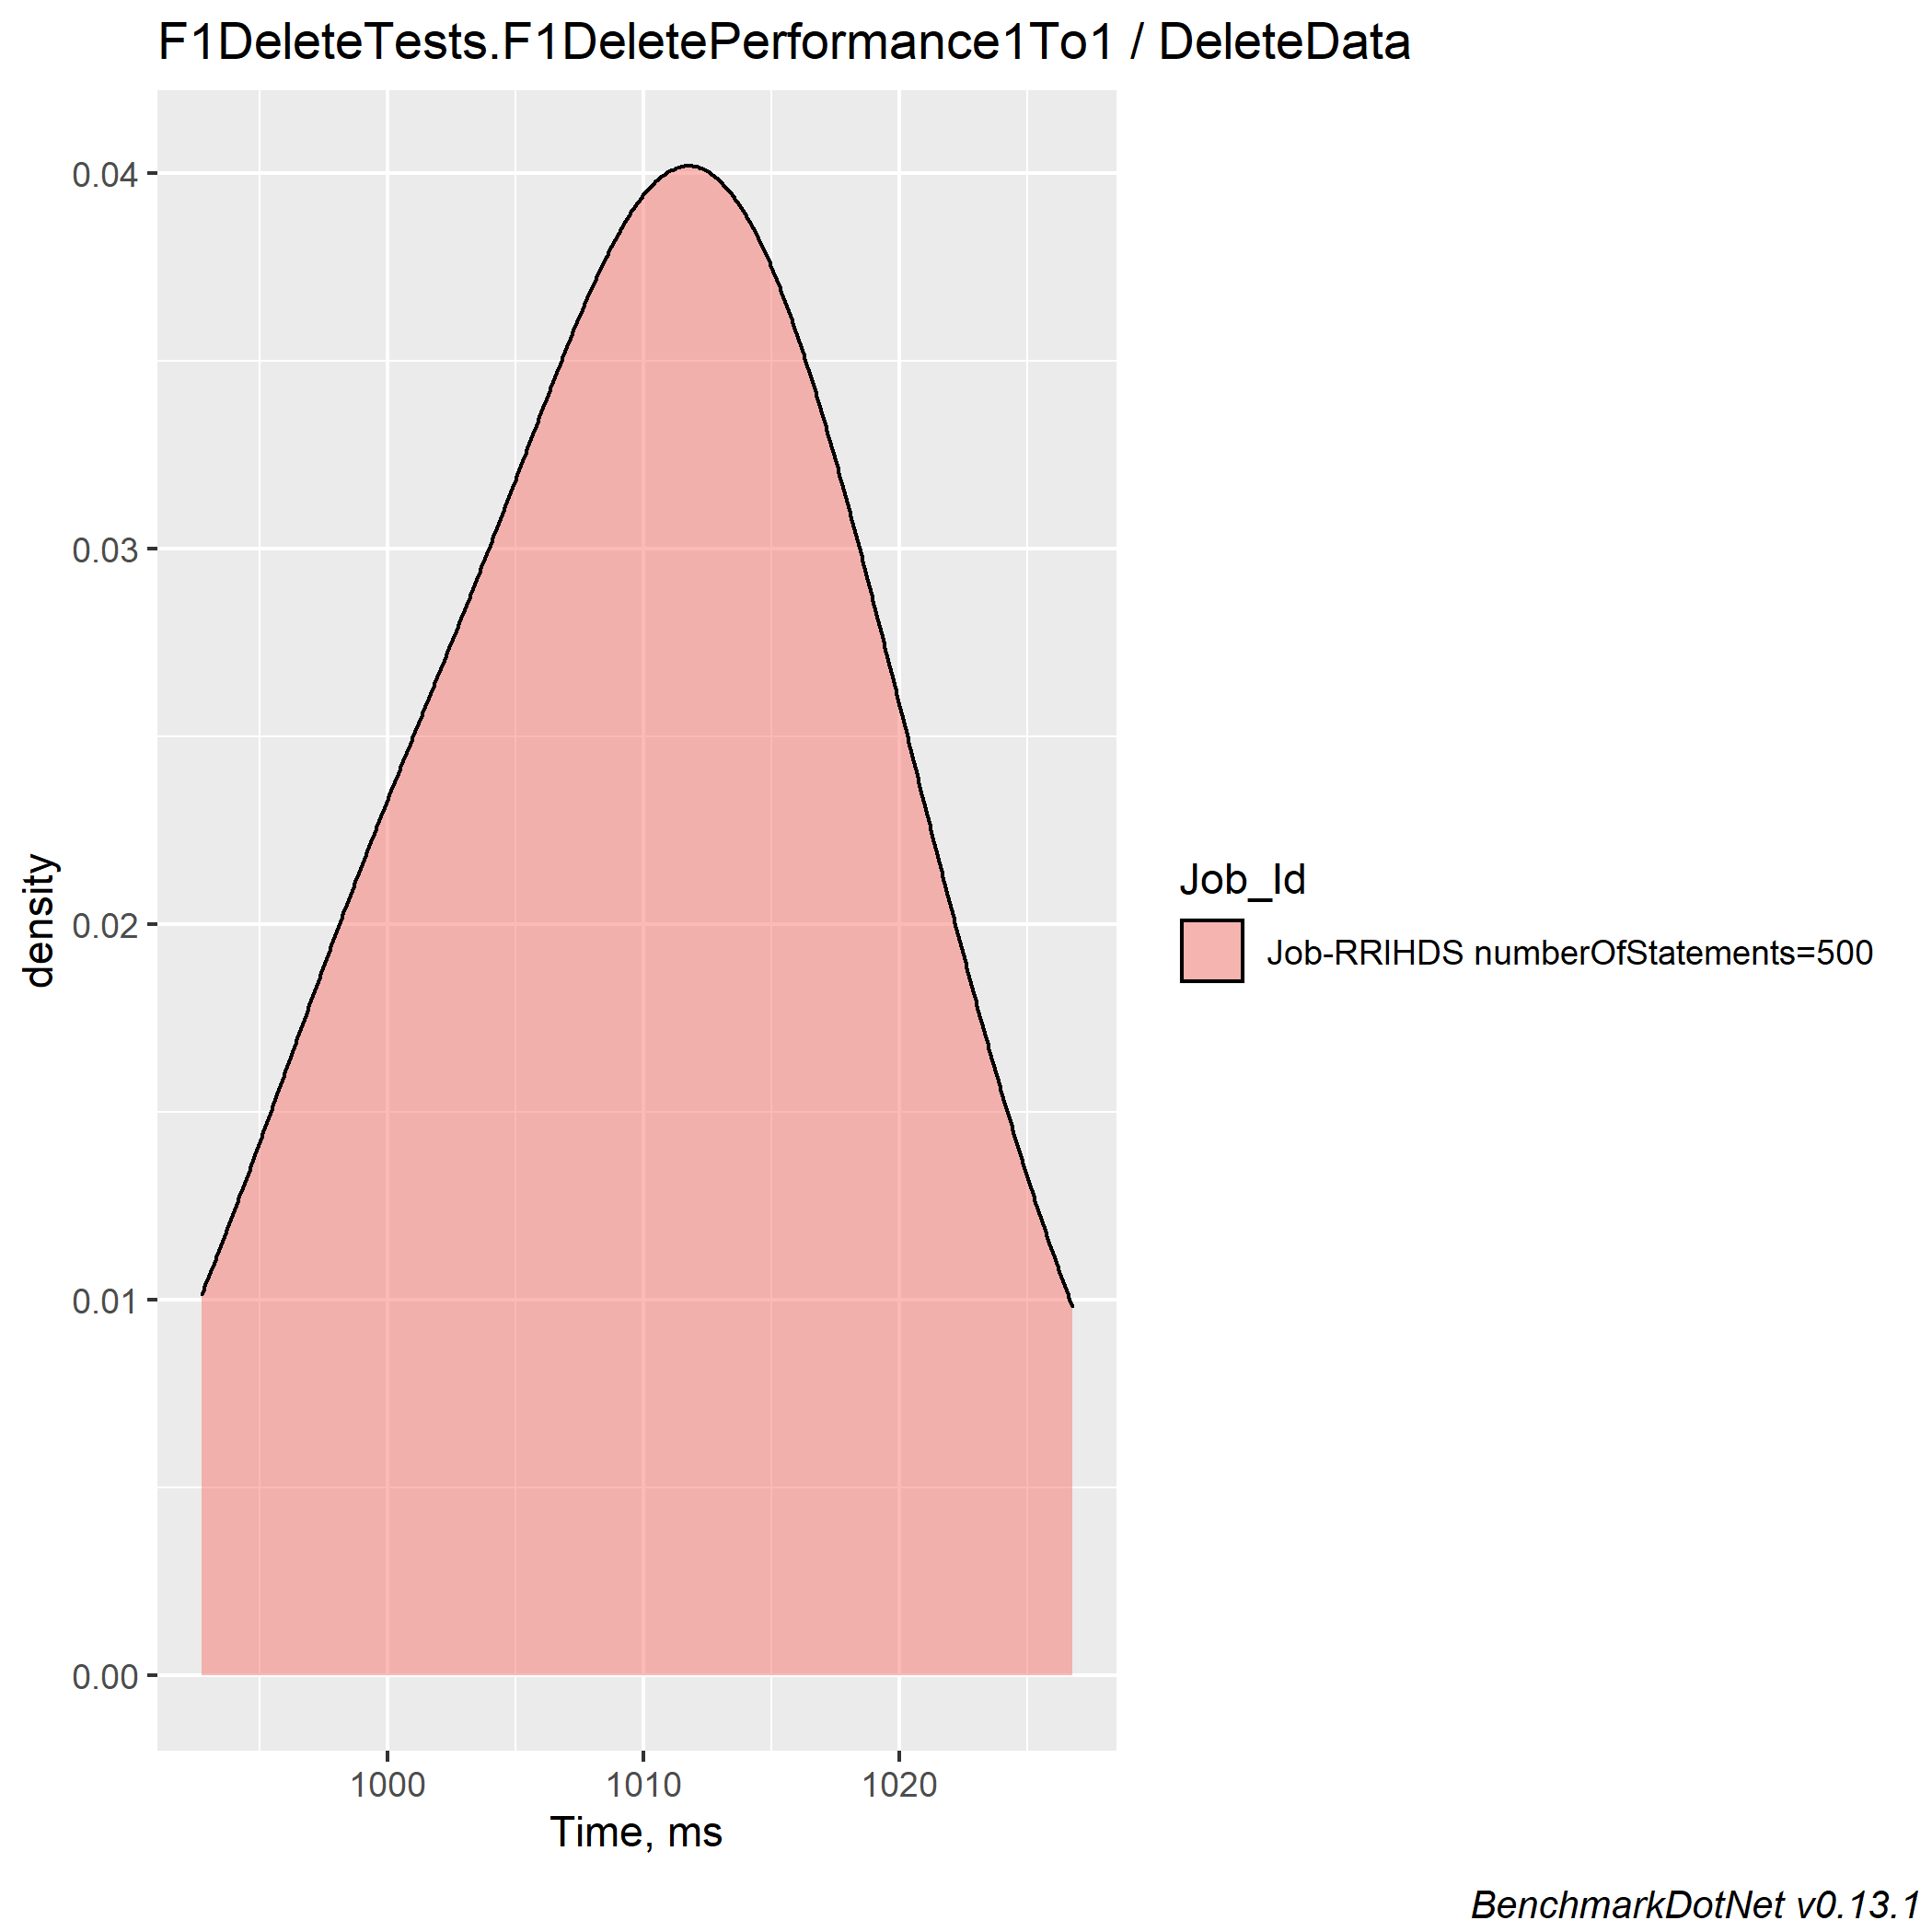 F1DeleteTests.F1DeletePerformance1To1 / DeleteData
0.04
0.03
0.02
0.01
0.00
density
1000 1010 1020
Time, ms
Job_Id
Job-RRIHDS numberOfStatements=500
BenchmarkDotNet v0.13.1